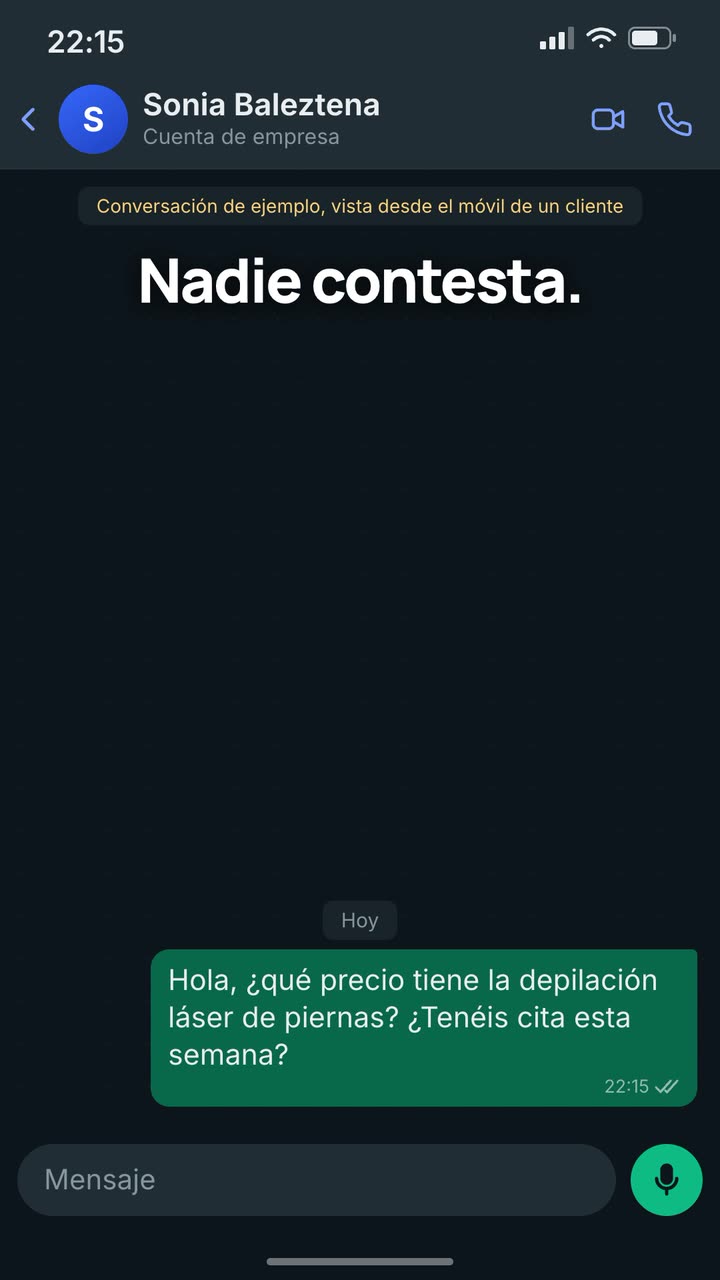 22:15
S
Sonia Baleztena
Cuenta de empresa
Conversación de ejemplo, vista desde el móvil de un cliente
Nadie contesta.
Hoy
Hola, ¿qué precio tiene la depilación
láser de piernas? ¿Tenéis cita esta
semana?
22:15
Mensaje